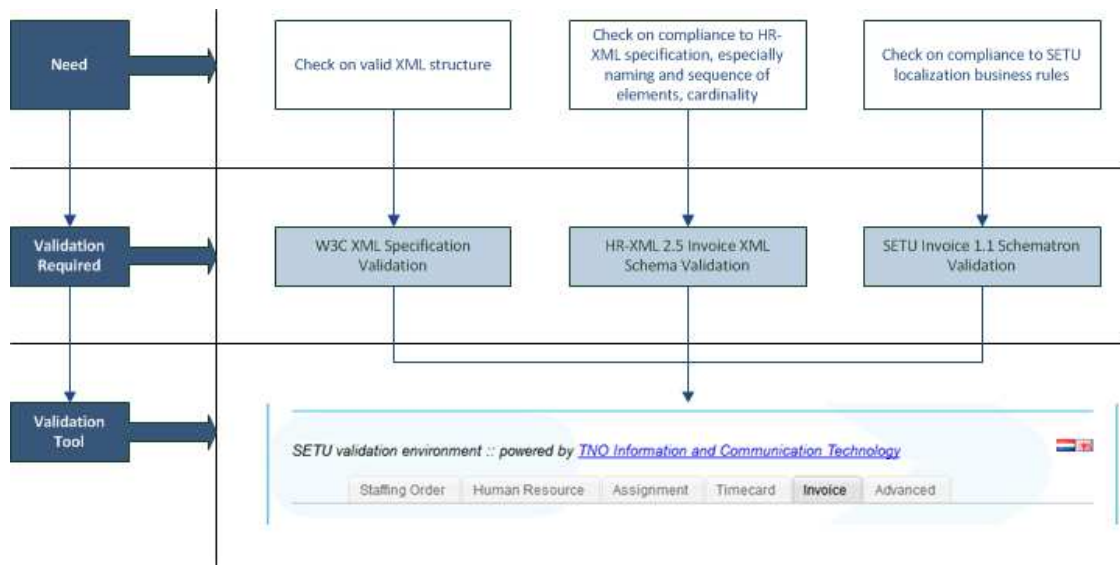 Need
Check on valid XML structure
Check on compliance to HR-
XML specification, especially
naming and sequence of
elements, cardinality
Check on compliance to SETU
localization business rules
Validation
Required
W3C XML Specification
Validation
HR-XML 2.5 Invoice XML
Schema Validation
SETU Invoice 1.1 Schematron
Validation
Validation
Tool
SETU validation environment :: powered by TNO Information and Communication Technology
Staffing Order Human Resource Assignment Timecard Invoice Advanced